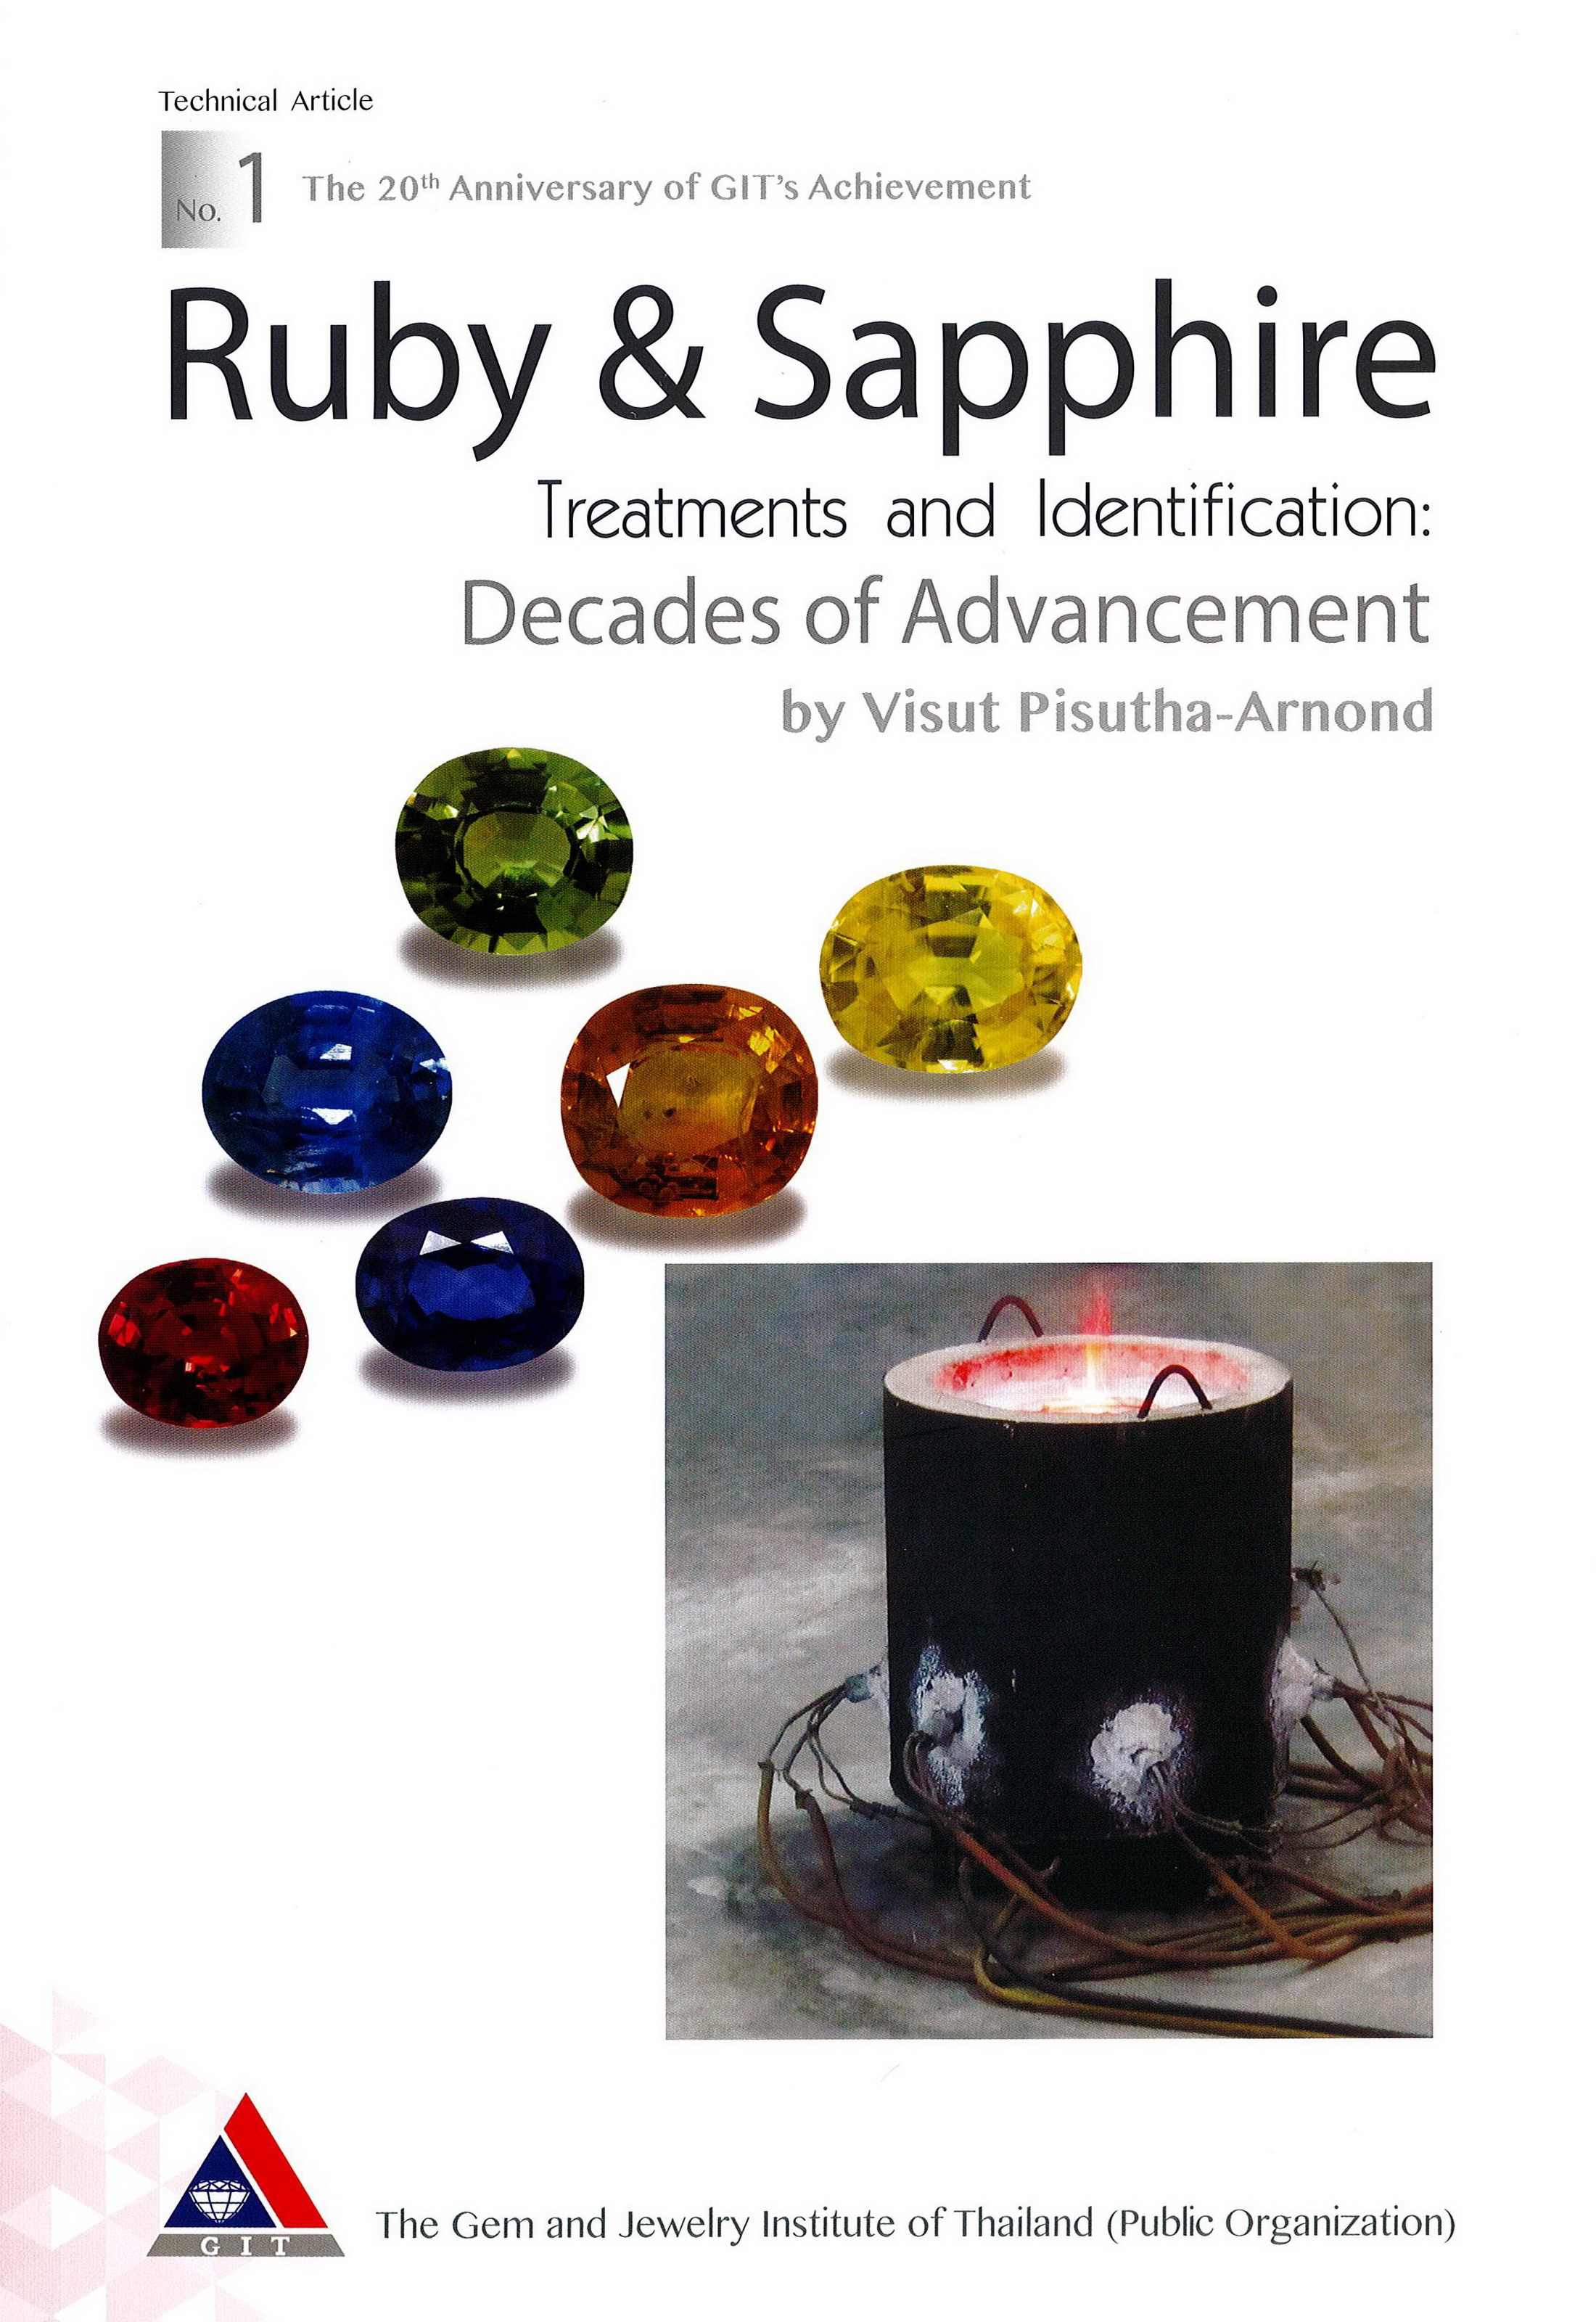 Technical Article
No. 1
The 20th Anniversary of GIT's Achievement
Ruby & Sapphire
Treatments and Identification:
Decades of Advancement
by Visut Pisutha-Arnond
GIT
The Gem and Jewelry Institute of Thailand (Public Organization)